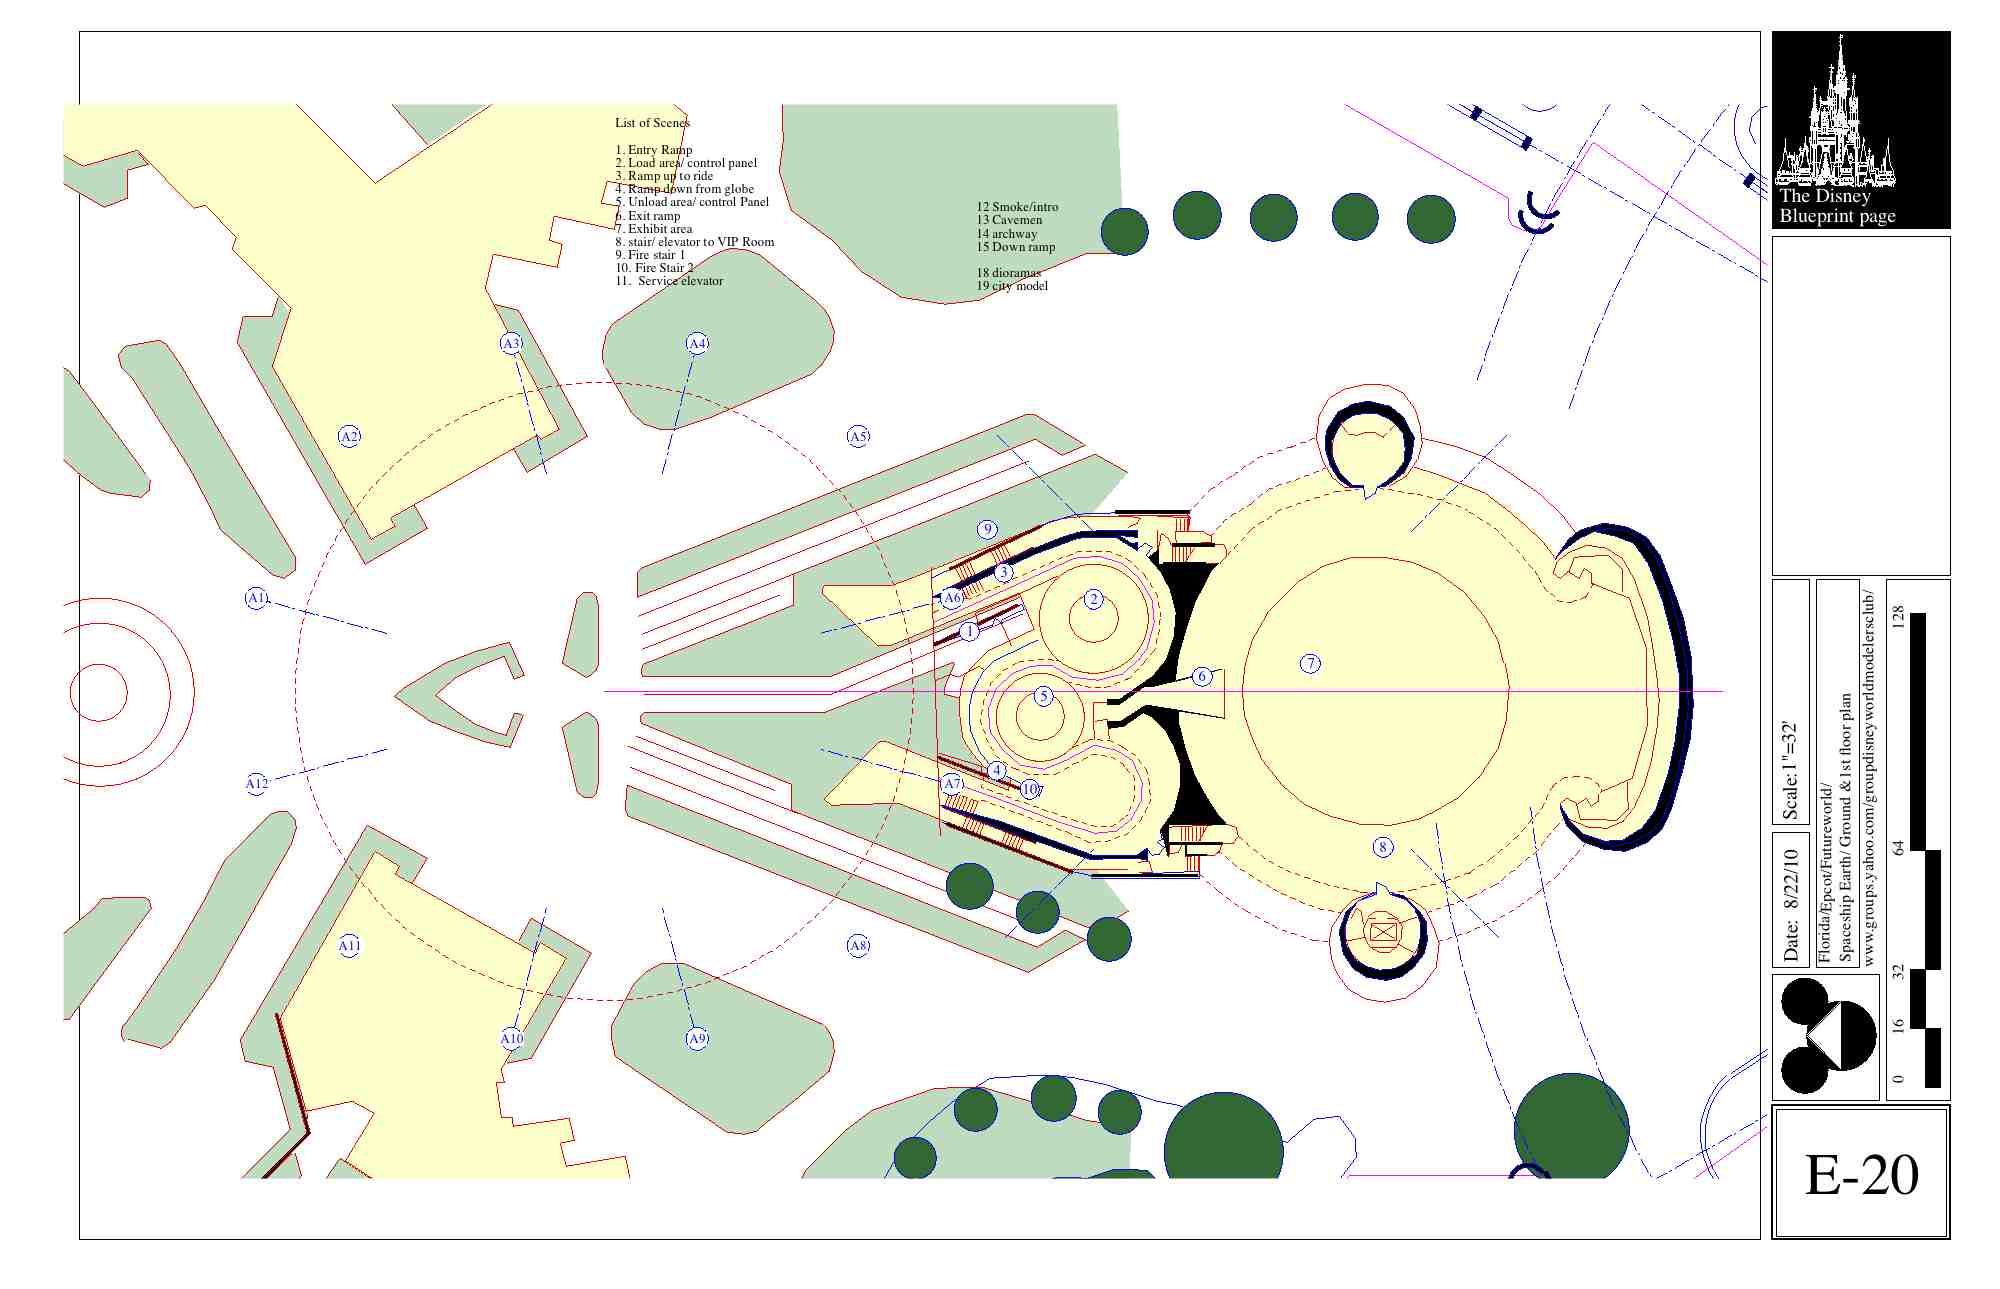 List of Scenes
1. Entry Ramp
2. Load area/ control panel
3. Ramp up to ride
4. Ramp down from globe
5. Unload area/ control Panel
6. Exit ramp
7. Exhibit area
8. stair/ elevator to VIP Room
9. Fire stair 1
10. Fire Stair 2
11. Service elevator
12 Smoke/intro
13 Cavemen
14 archway
15 Down ramp
18 dioramas
19 city model
A3
A4
A2
A5
9
3
A1
A6
2
1
7
6
5
4
A12
A7
10
8
A11
A8
A10
A9
The Disney
Blueprint page
Scale:1"=32'
Date: 8/22/10
Florida/Epcot/Futureworld/
Spaceship Earth/ Ground &1st floor plan
www.groups.yahoo.com/groupdisneyworldmodelersclub/
128
64
32
16
0
E-20